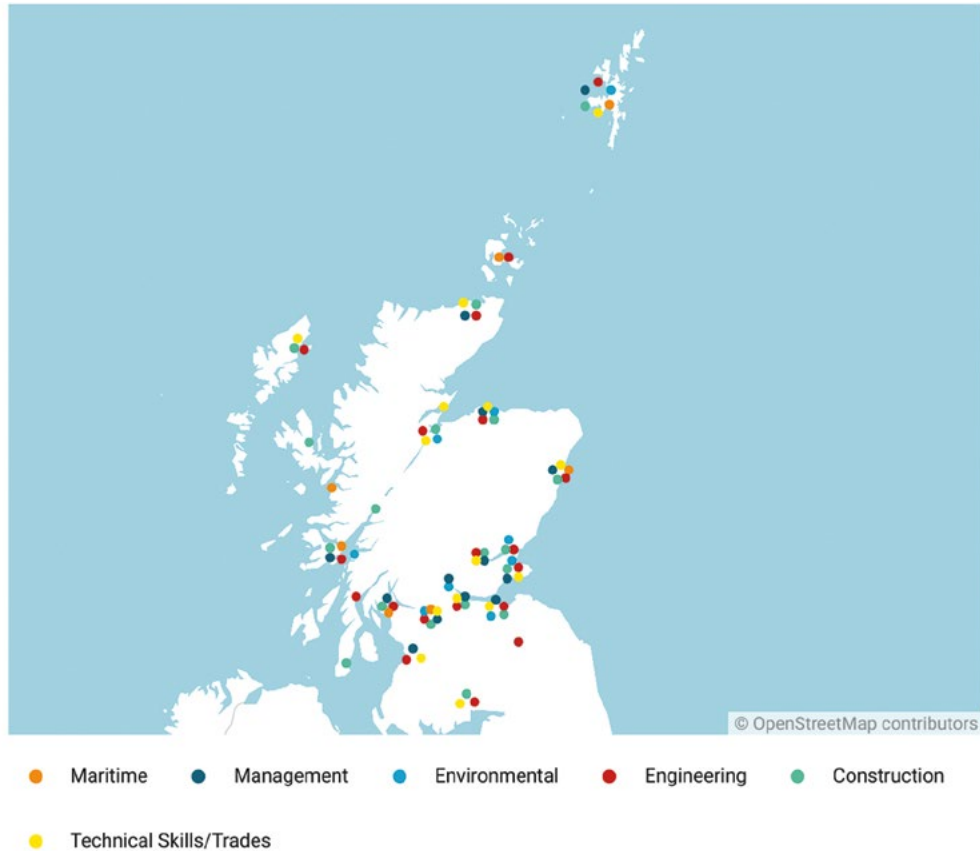 © OpenStreetMap contributors
Maritime Management Environmental Engineering Construction
Technical Skills/Trades